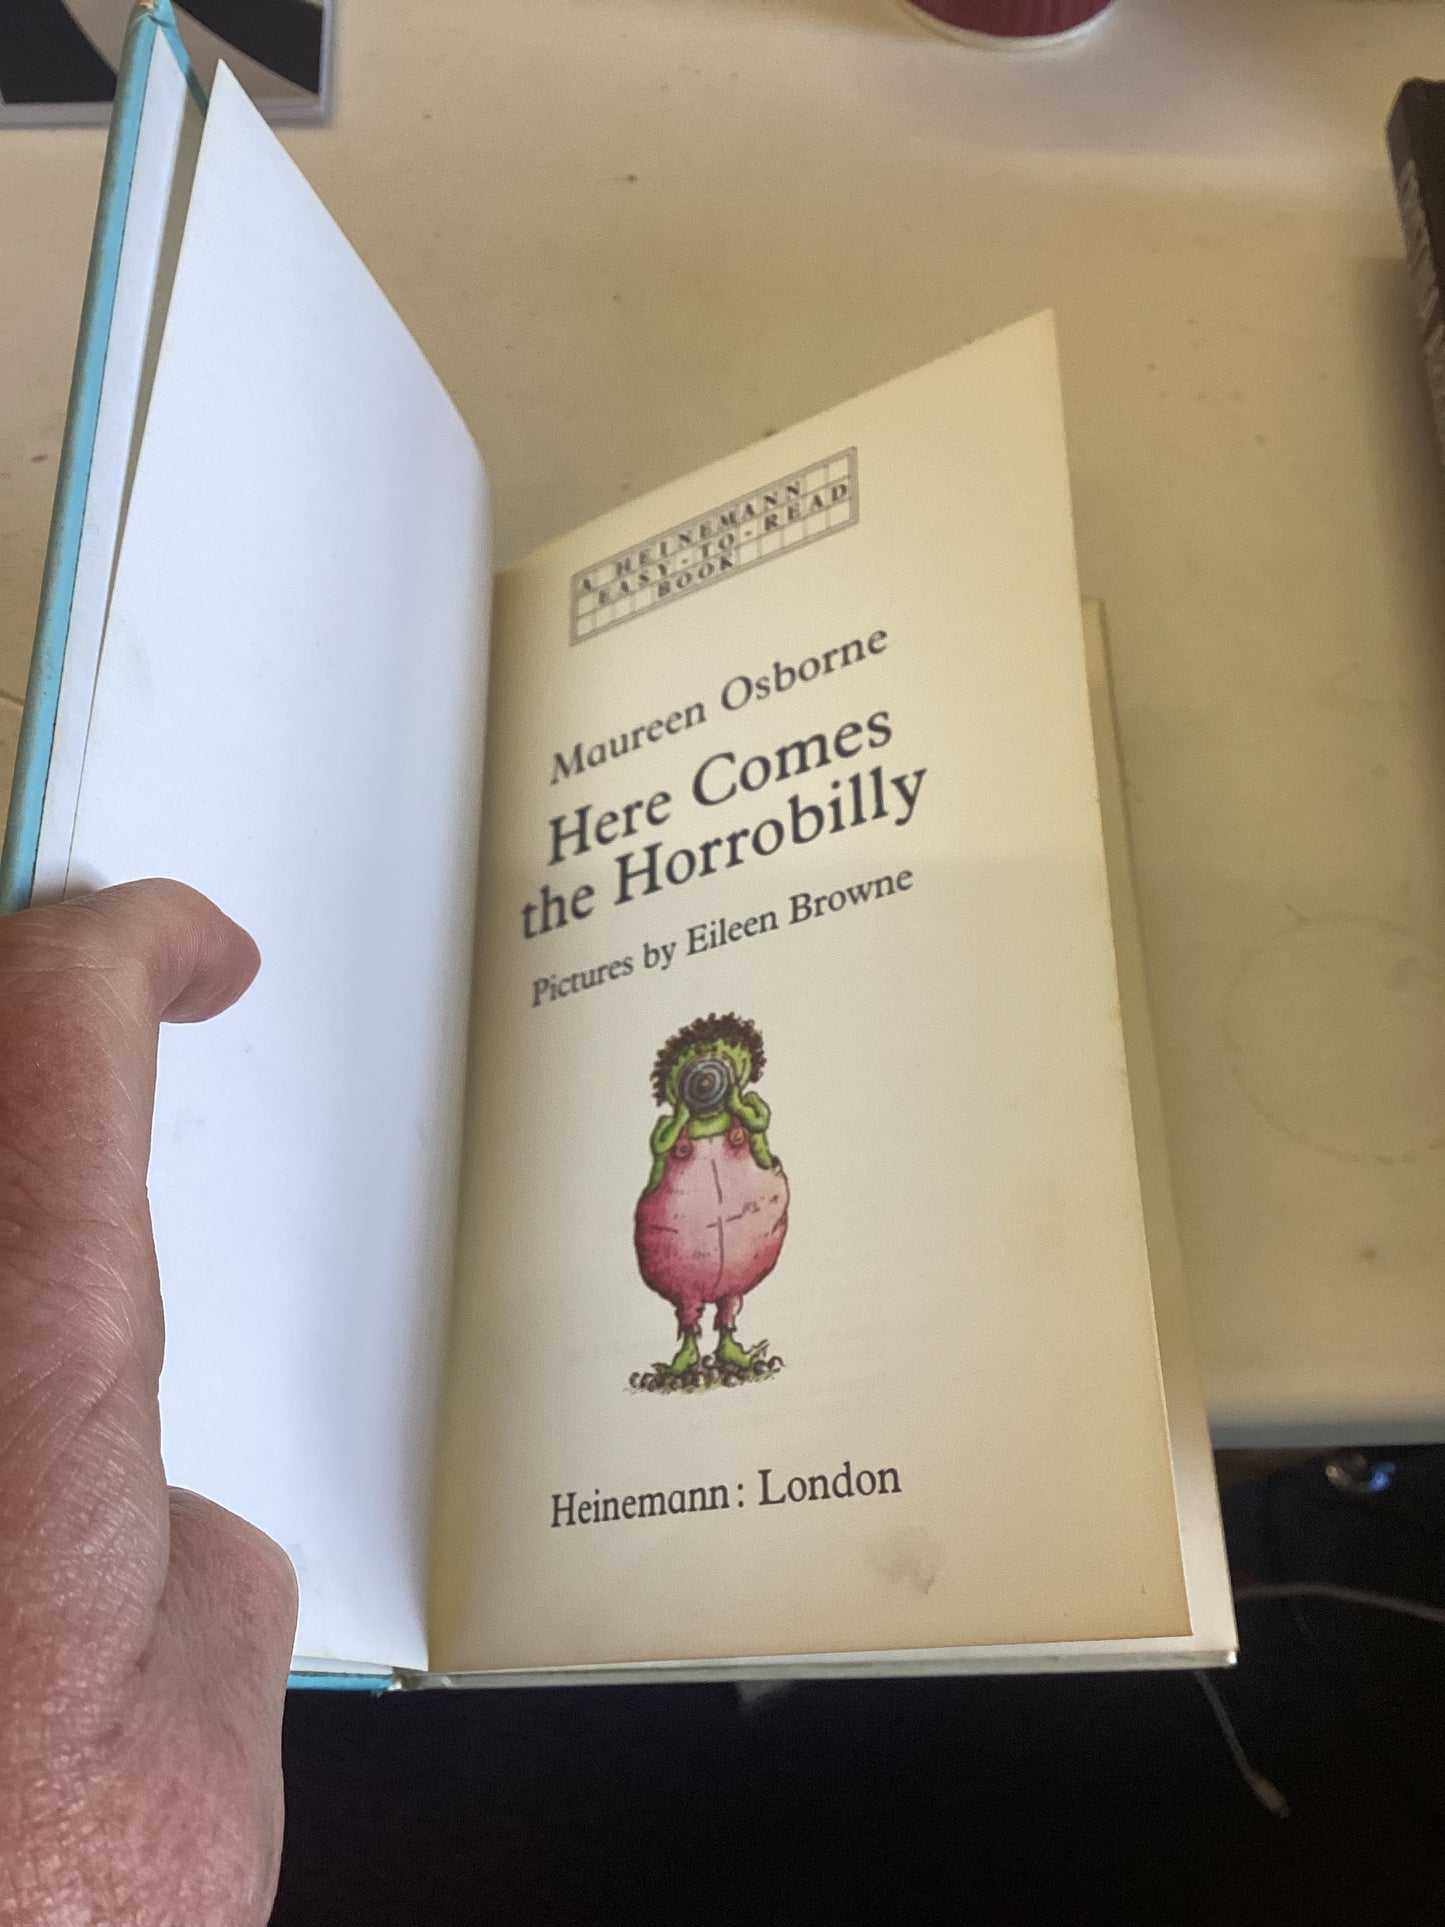 A HEINEMANN
EASY-TO-READ
BOOK
Maureen Osborne
Here Comes
the Horrobilly
Pictures by Eileen Browne
Heinemann: London